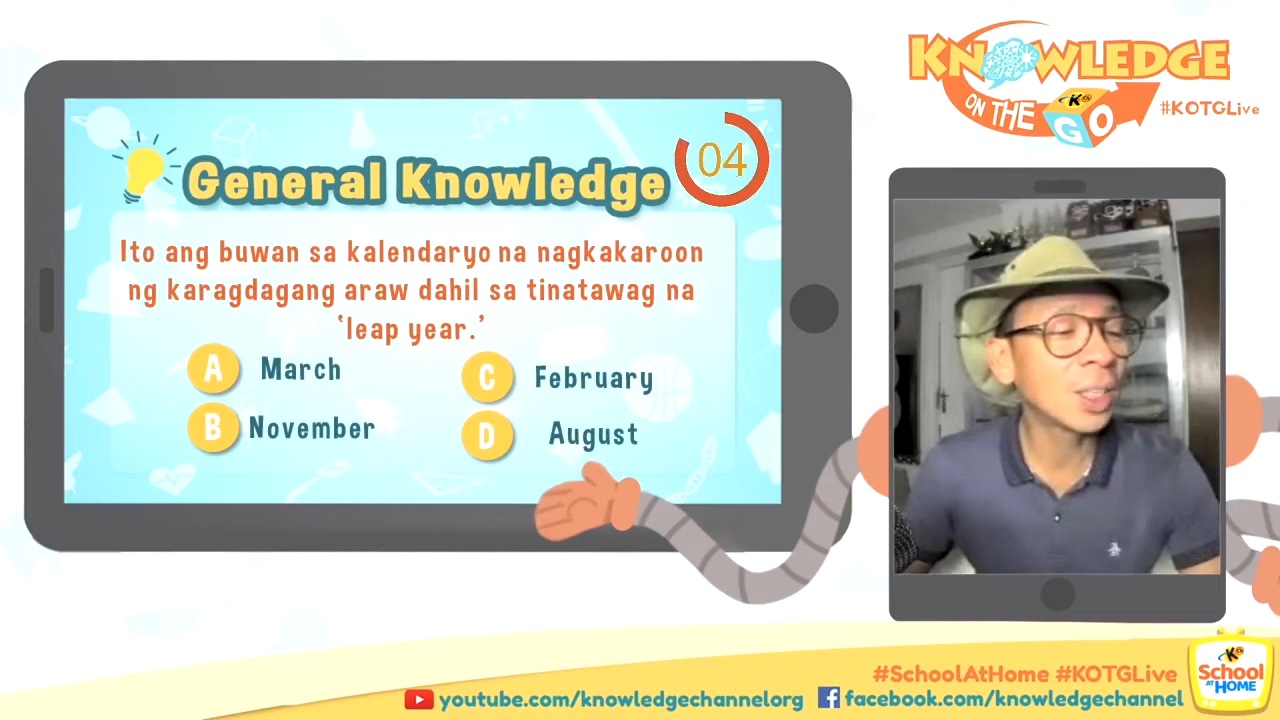 KNOWLEDGE
ON THE GO
#KOTGLive
General Knowledge
04
Ito ang buwan sa kalendaryo na nagkakaroon
ng karagdagang araw dahil sa tinatawag na
‘leap year.’
A March
B November
C February
D August
#SchoolAtHome #KOTGLive
youtube.com/knowledgechannelorg
facebook.com/knowledgechannel
School
AT HOME